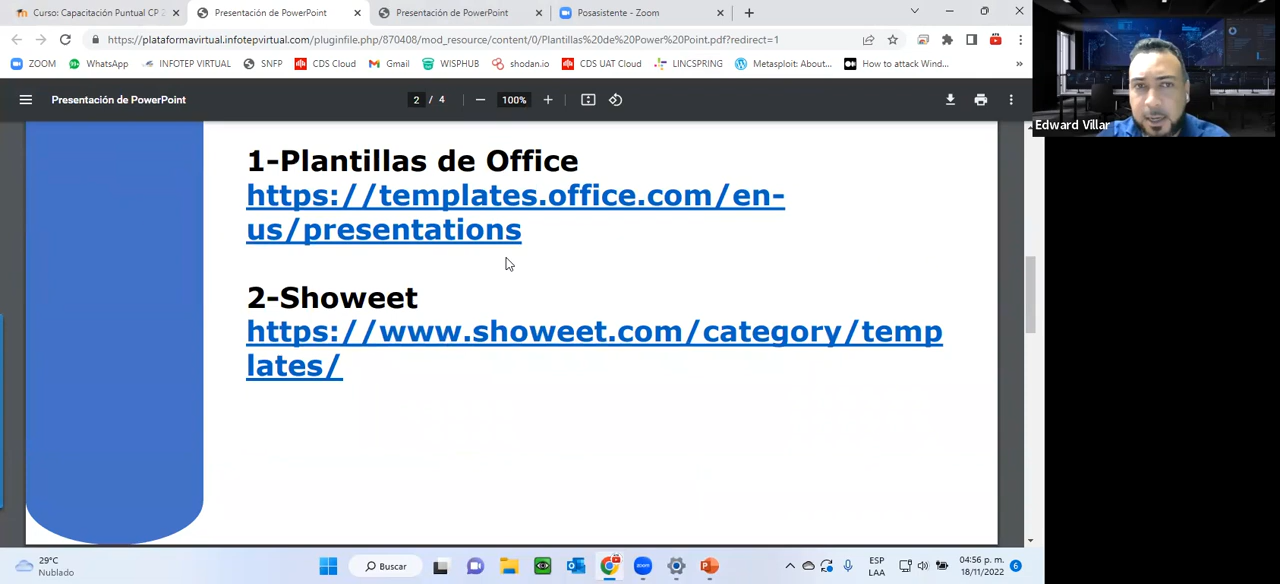 Curso: Capacitación Puntual CP 2
Presentación de PowerPoint
Presentación de PowerPoint
Posasistente - Zoom
https://plataformavirtual.infotepvirtual.com/pluginfile.php/870408/mod_resource/content/0/Plantillas%20de%20Power%20Point.pdf?redirect=1
ZOOM WhatsApp INFOTEP VIRTUAL SNFP CDS Cloud Gmail WISPHUB shodan.io CDS UAT Cloud LINCSPRING Metasploit: About... How to attack Wind... »
Presentación de PowerPoint
2 / 4
100%
Edward Villar
1-Plantillas de Office
https://templates.office.com/en-
us/presentations
2-Showeet
https://www.showeet.com/category/temp
lates/
29°C
Nublado
Buscar
zoom
ESP
LAA
04:56 p. m.
18/11/2022
6